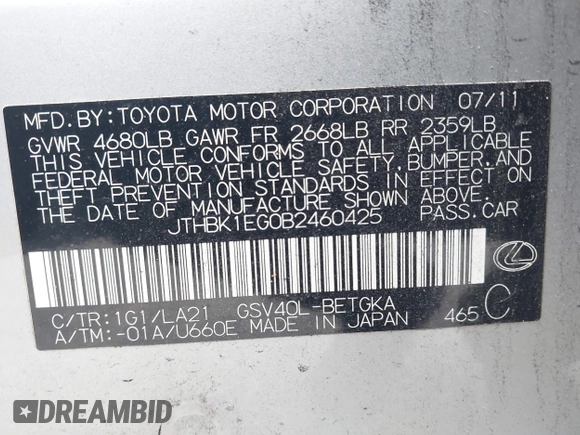 MFD. BY: TOYOTA MOTOR CORPORATION 07/11
GVWR 4680LB GAWR FR 2668LB RR 2359LB
THIS VEHICLE CONFORMS TO ALL APPLICABLE
FEDERAL MOTOR VEHICLE SAFETY, BUMPER, AND
THEFT PREVENTION STANDARDS IN EFFECT ON
THE DATE OF MANUFACTURE SHOWN ABOVE.
JTHBK1EG0B2460425 PASS. CAR
C/TR: 1G1/LA21 GSV40L-BETGKA
A/TM: -01A/U660E MADE IN JAPAN 465 C
DREAMBID